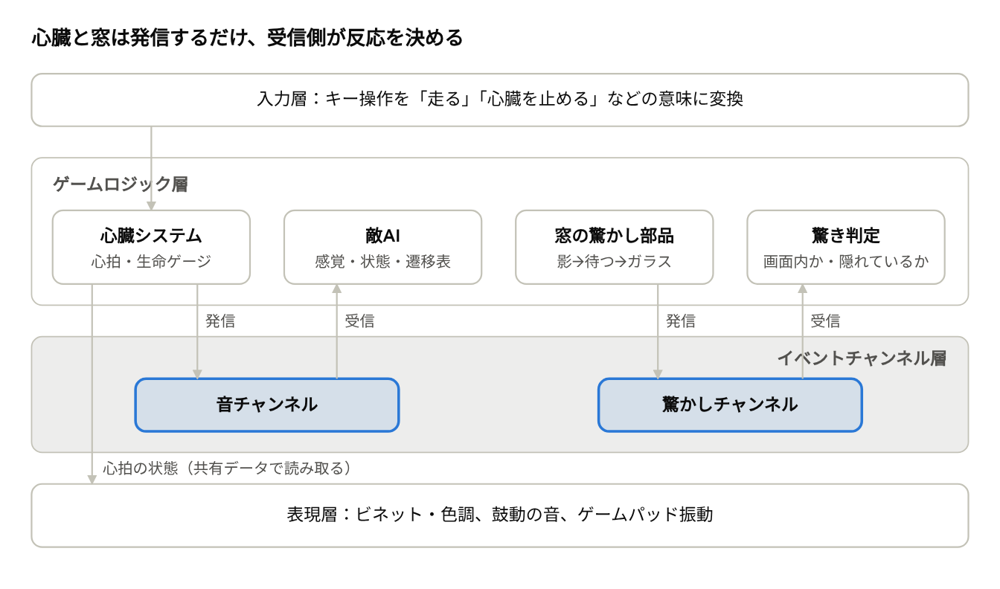 心臓と窓は発信するだけ、受信側が反応を決める
入力層：キー操作を「走る」「心臓を止める」などの意味に変換
ゲームロジック層
心臓システム
心拍・生命ゲージ
敵AI
感覚・状態・遷移表
窓の驚かし部品
影→待つ→ガラス
驚き判定
画面内か・隠れているか
発信
受信
発信
受信
イベントチャンネル層
音チャンネル
驚かしチャンネル
心拍の状態（共有データで読み取る）
表現層：ビネット・色調、鼓動の音、ゲームパッド振動